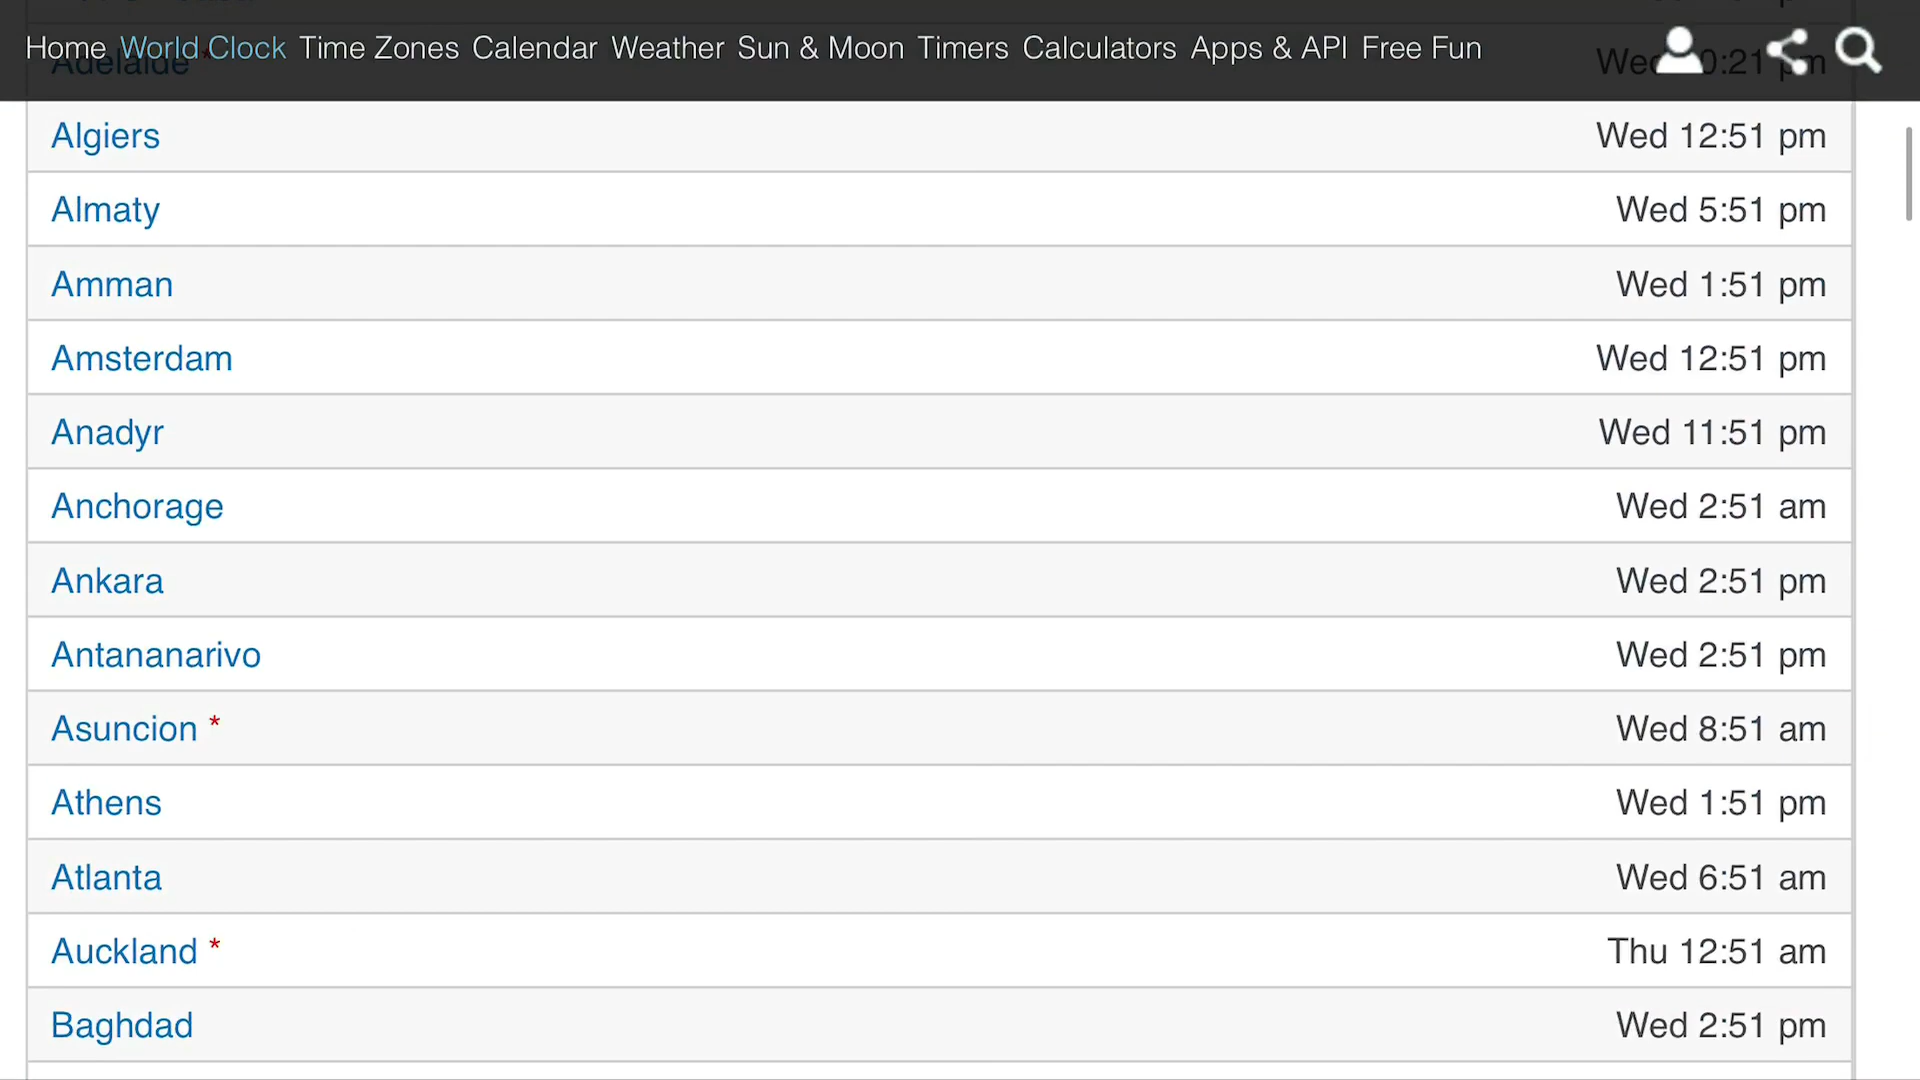 Home World Clock Time Zones Calendar Weather Sun & Moon Timers Calculators Apps & API Free Fun
Adelaide *
Algiers Wed 12:51 pm
Almaty Wed 5:51 pm
Amman Wed 1:51 pm
Amsterdam Wed 12:51 pm
Anadyr Wed 11:51 pm
Anchorage Wed 2:51 am
Ankara Wed 2:51 pm
Antananarivo Wed 2:51 pm
Asuncion * Wed 8:51 am
Athens Wed 1:51 pm
Atlanta Wed 6:51 am
Auckland * Thu 12:51 am
Baghdad Wed 2:51 pm